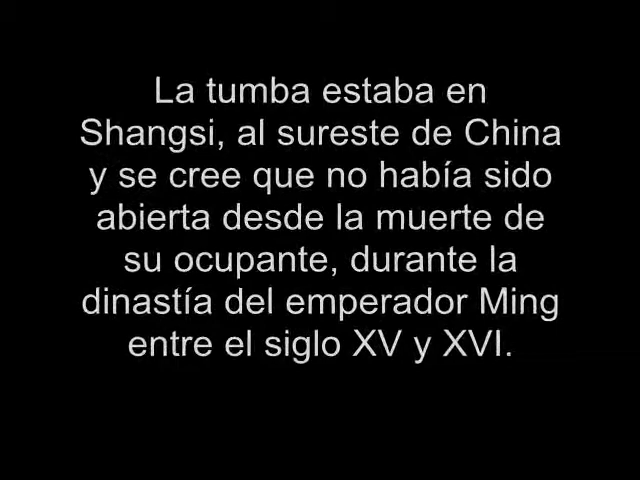 La tumba estaba en
Shangsi, al sureste de China
y se cree que no había sido
abierta desde la muerte de
su ocupante, durante la
dinastía del emperador Ming
entre el siglo XV y XVI.